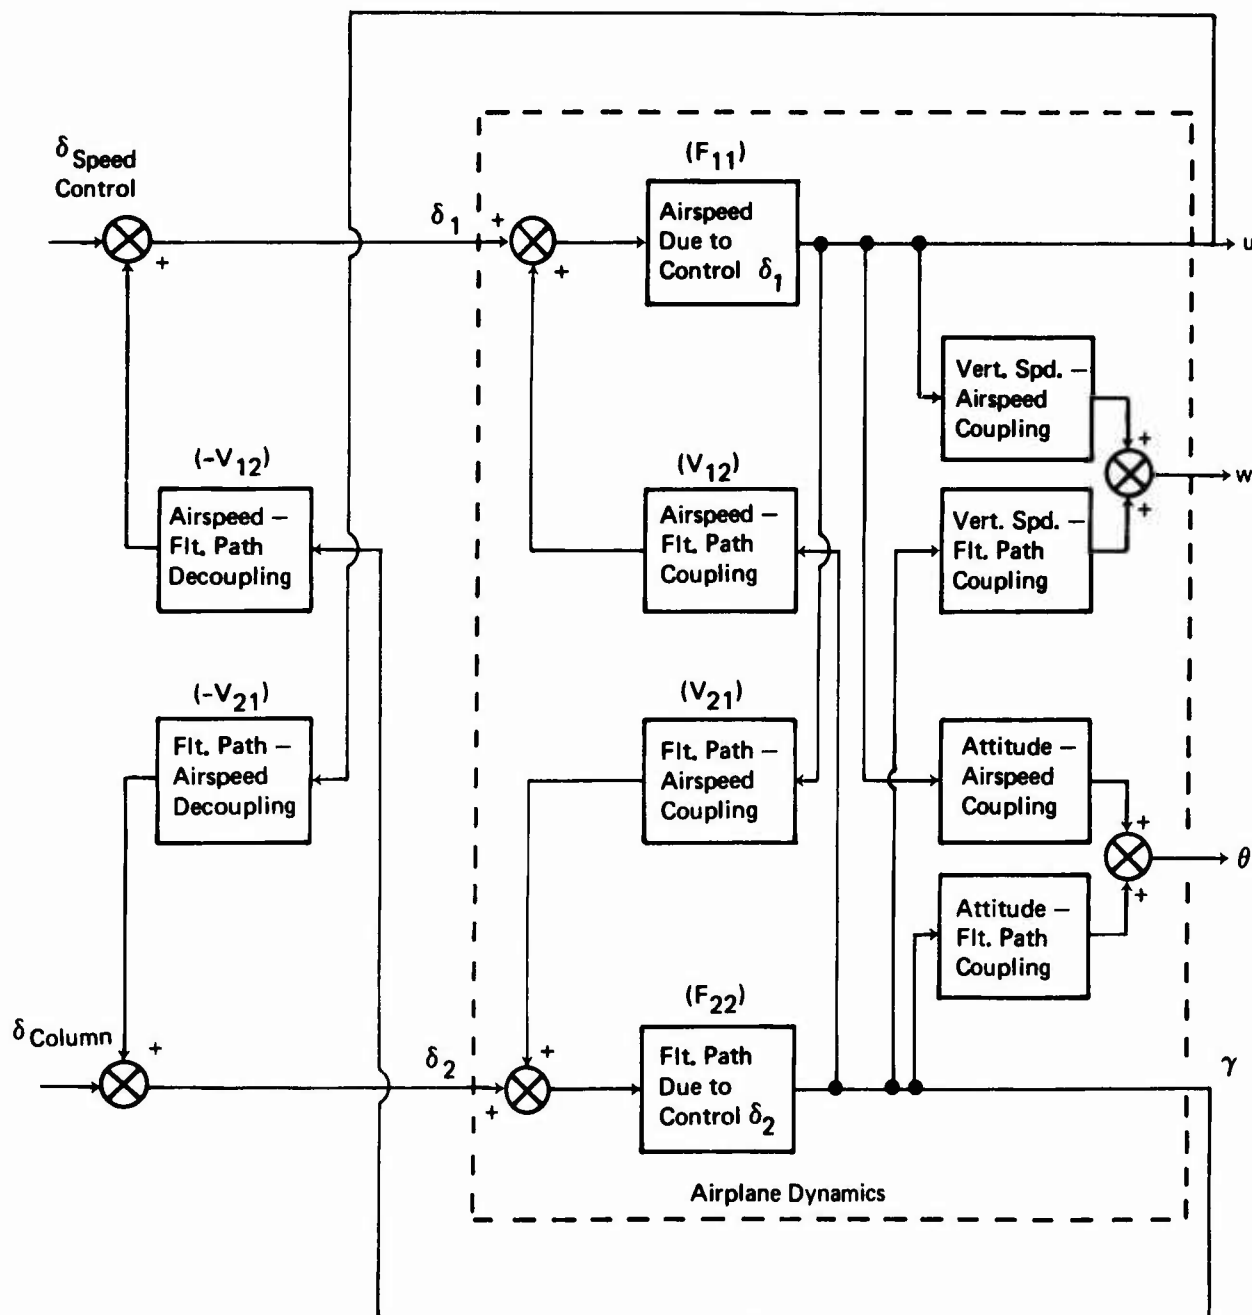 δ Speed
Control
+
δ1
+
+
(F11)
Airspeed
Due to
Control δ1
u
Vert. Spd. –
Airspeed
Coupling
+
w
+
Vert. Spd. –
Flt. Path
Coupling
(-V12)
Airspeed –
Flt. Path
Decoupling
(V12)
Airspeed –
Flt. Path
Coupling
(-V21)
Flt. Path –
Airspeed
Decoupling
(V21)
Flt. Path –
Airspeed
Coupling
Attitude –
Airspeed
Coupling
+
θ
+
Attitude –
Flt. Path
Coupling
δ Column
+
δ2
+
+
(F22)
Flt. Path
Due to
Control δ2
γ
Airplane Dynamics